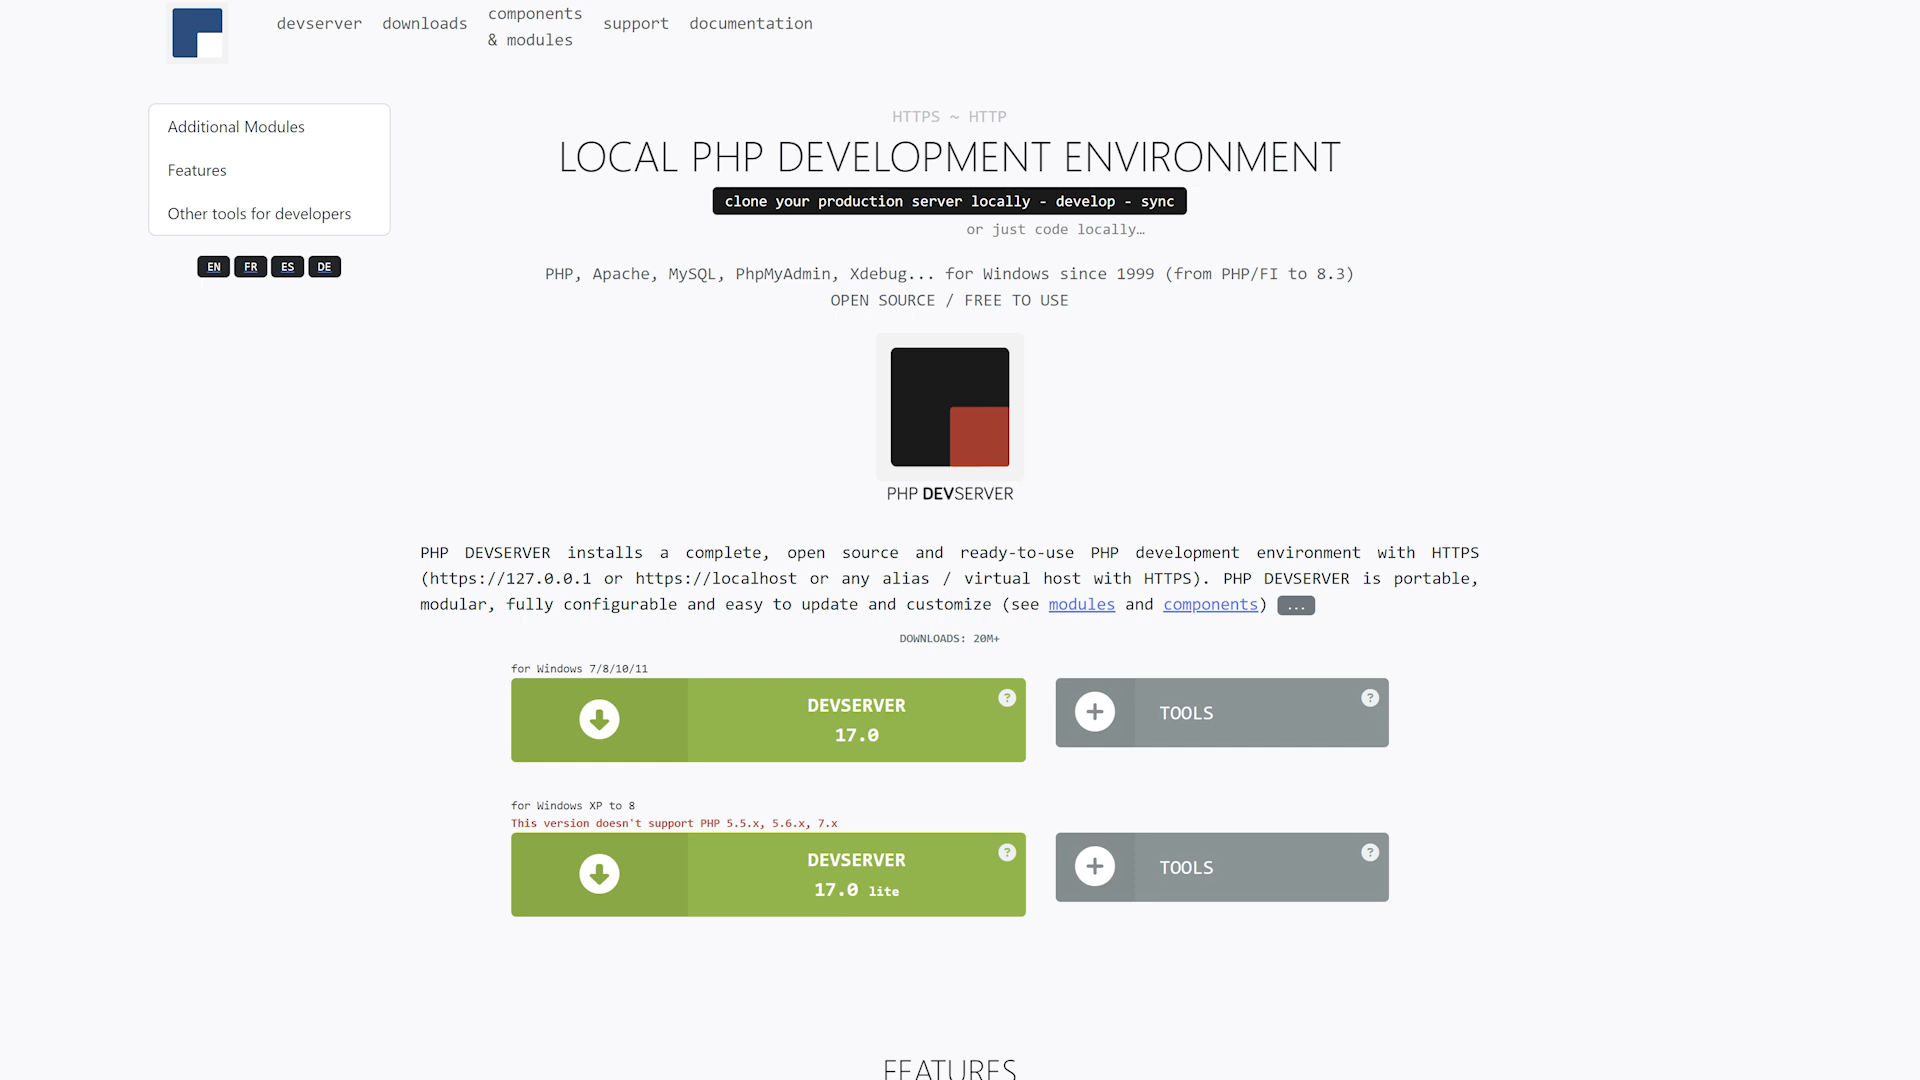 devserver
downloads
components
& modules
support
documentation
Additional Modules
Features
Other tools for developers
EN FR ES DE
HTTPS ~ HTTP
LOCAL PHP DEVELOPMENT ENVIRONMENT
clone your production server locally - develop - sync
or just code locally…
PHP, Apache, MySQL, PhpMyAdmin, Xdebug... for Windows since 1999 (from PHP/FI to 8.3)
OPEN SOURCE / FREE TO USE
PHP DEVSERVER
PHP DEVSERVER installs a complete, open source and ready-to-use PHP development environment with HTTPS
(https://127.0.0.1 or https://localhost or any alias / virtual host with HTTPS). PHP DEVSERVER is portable,
modular, fully configurable and easy to update and customize (see modules and components) ...
DOWNLOADS: 20M+
for Windows 7/8/10/11
DEVSERVER
17.0
?
TOOLS
?
for Windows XP to 8
This version doesn't support PHP 5.5.x, 5.6.x, 7.x
DEVSERVER
17.0 lite
?
TOOLS
?
FEATURES